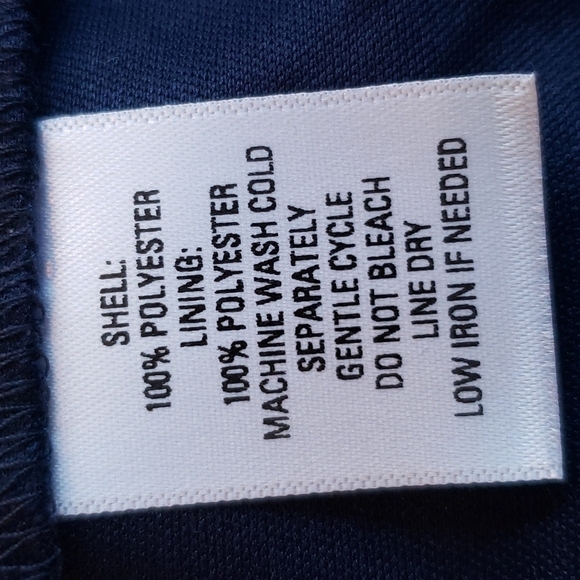 SHELL:
100% POLYESTER
LINING:
100% POLYESTER
MACHINE WASH COLD
SEPARATELY
GENTLE CYCLE
DO NOT BLEACH
LINE DRY
LOW IRON IF NEEDED